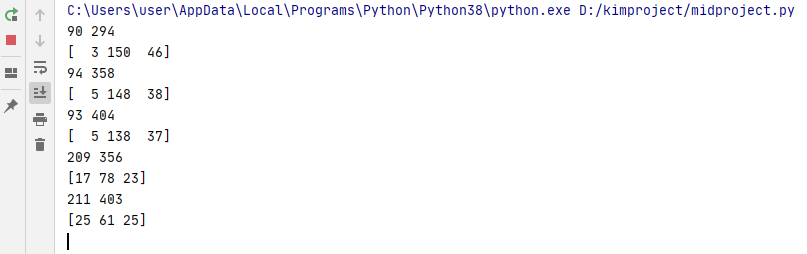 C:\Users\user\AppData\Local\Programs\Python\Python38\python.exe D:/kimproject/midproject.py
90 294
[  3 150  46]
94 358
[  5 148  38]
93 404
[  5 138  37]
209 356
[17 78 23]
211 403
[25 61 25]